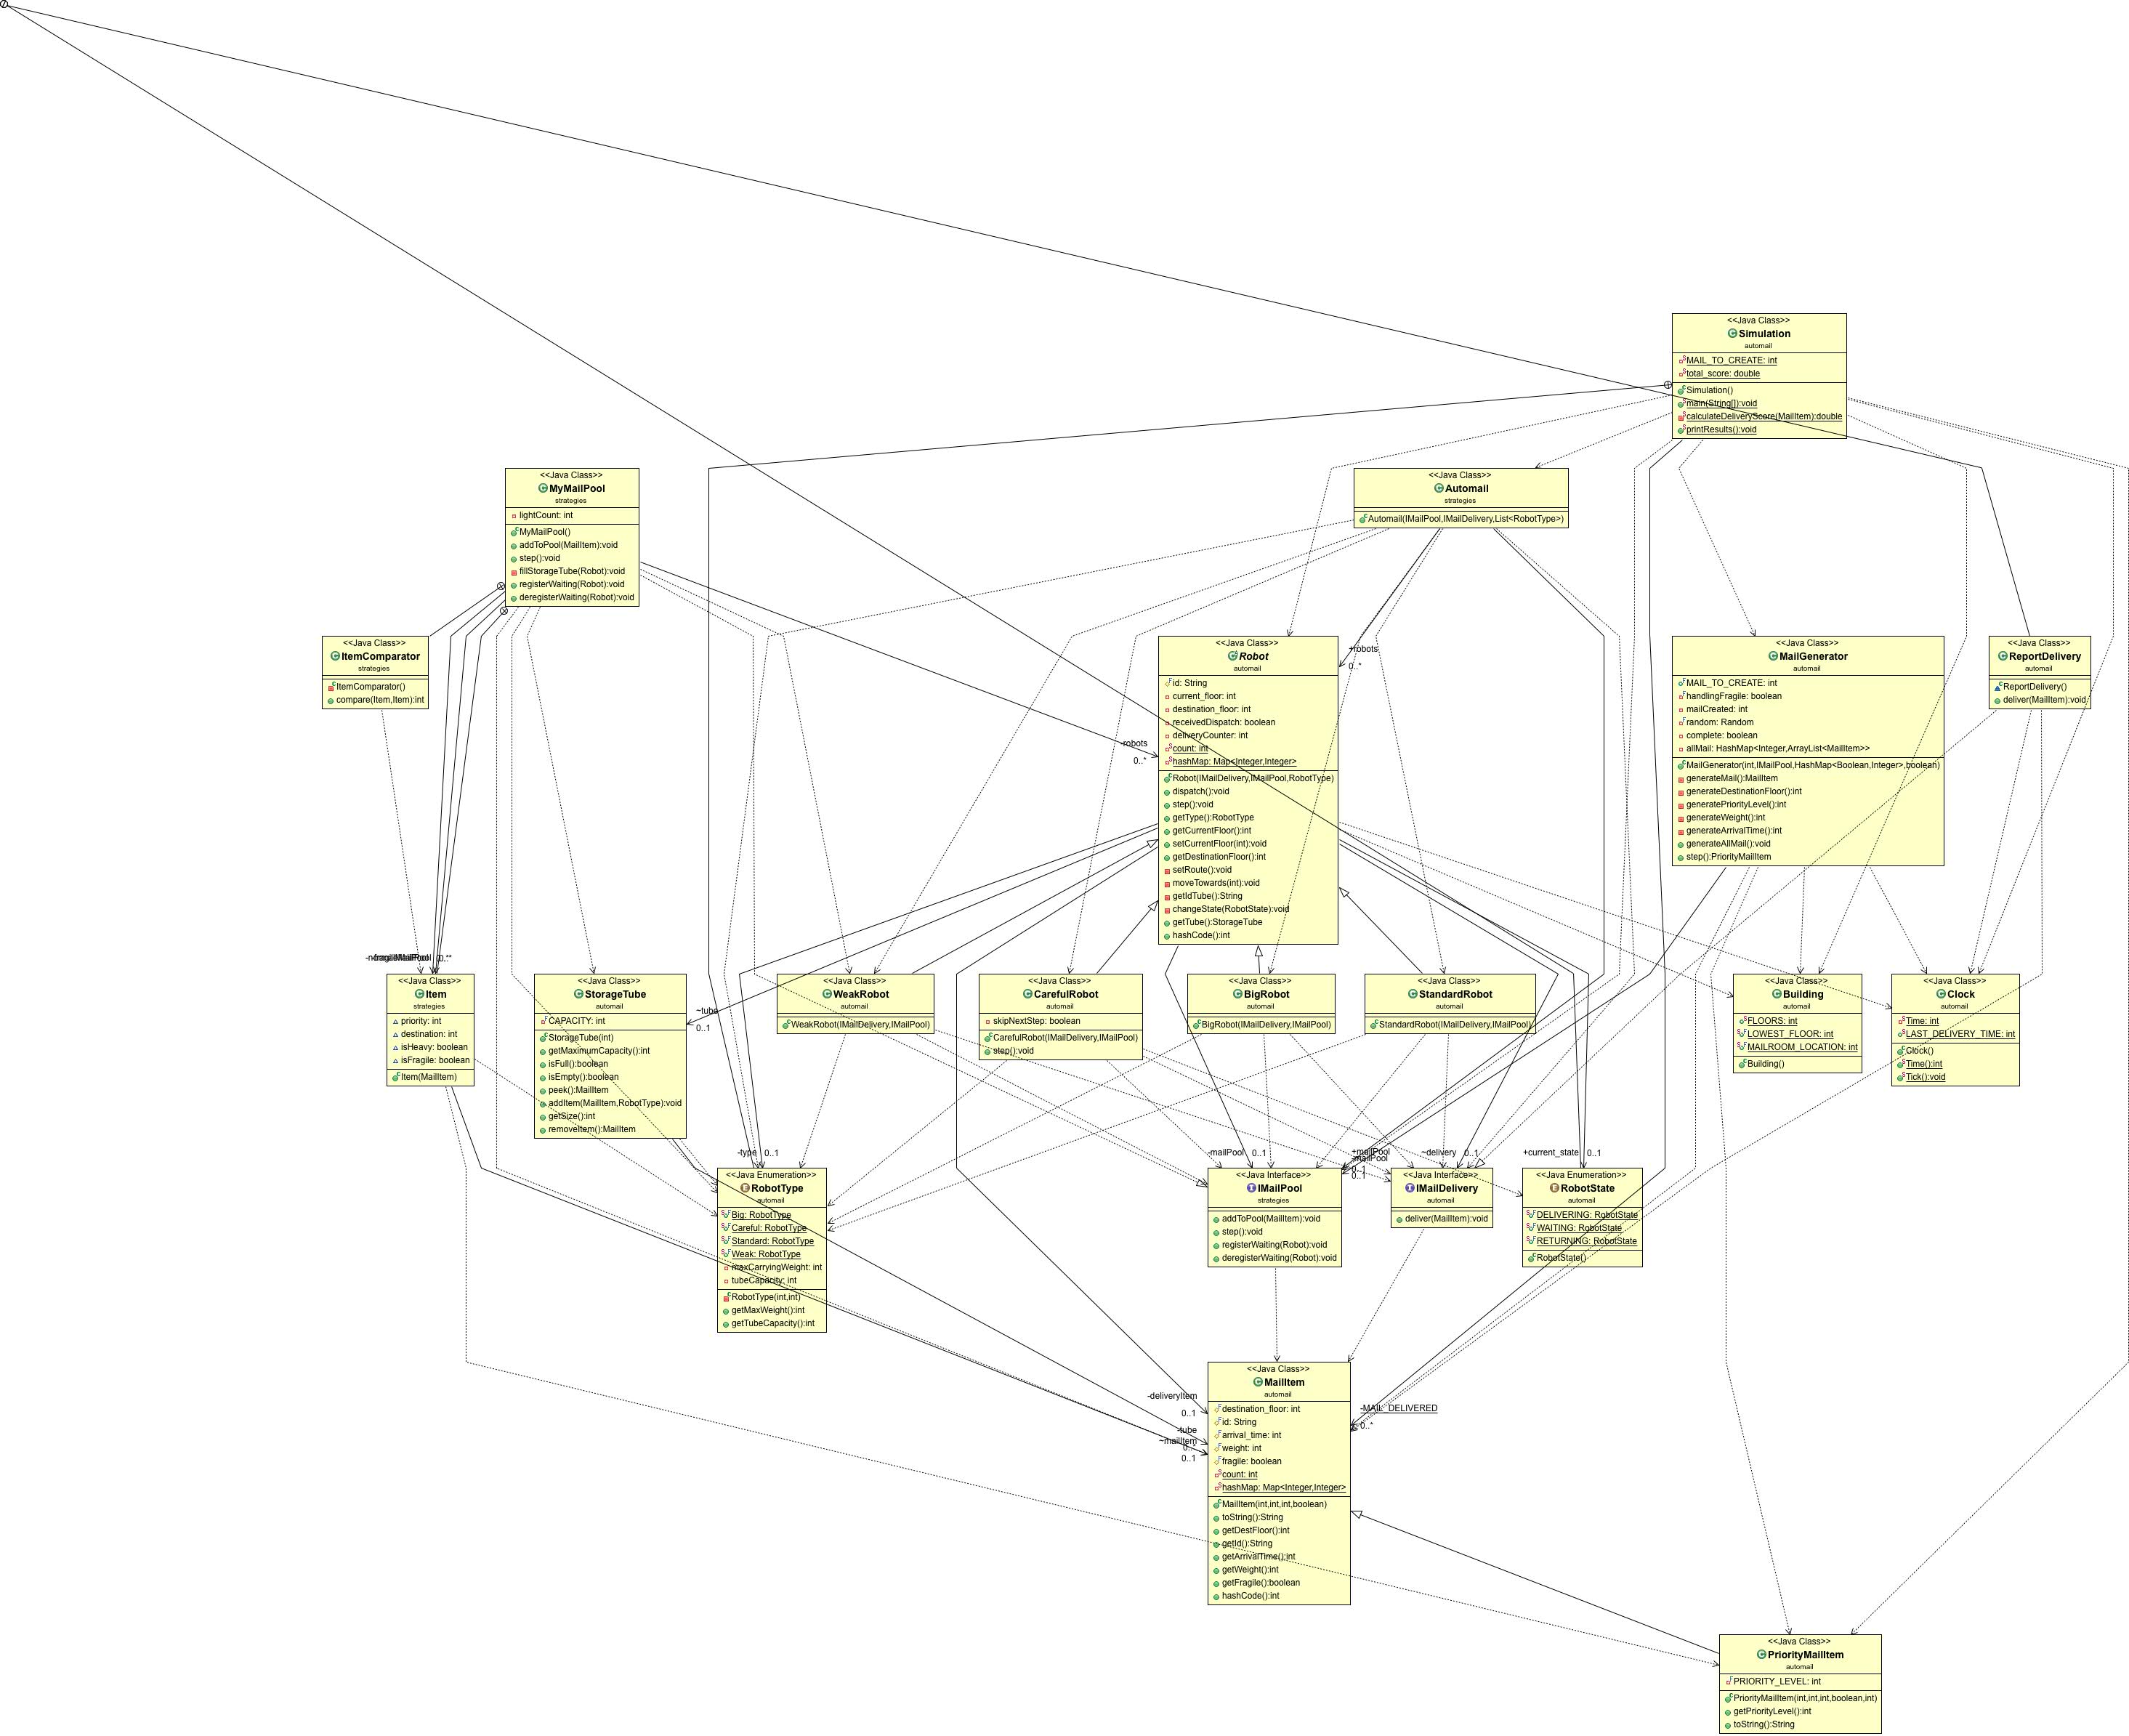 <<Java Class>>
Simulation
automail
MAIL_TO_CREATE: int
total_score: double
Simulation()
main(String[]):void
calculateDeliveryScore(MailItem):double
printResults():void
<<Java Class>>
MyMailPool
strategies
lightCount: int
MyMailPool()
addToPool(MailItem):void
step():void
fillStorageTube(Robot):void
registerWaiting(Robot):void
deregisterWaiting(Robot):void
<<Java Class>>
Automail
strategies
Automail(IMailPool,IMailDelivery,List<RobotType>)
<<Java Class>>
ItemComparator
strategies
ItemComparator()
compare(Item,Item):int
<<Java Class>>
Robot
automail
id: String
current_floor: int
destination_floor: int
receivedDispatch: boolean
deliveryCounter: int
count: int
hashMap: Map<Integer,Integer>
Robot(IMailDelivery,IMailPool,RobotType)
dispatch():void
step():void
getType():RobotType
getCurrentFloor():int
setCurrentFloor(int):void
getDestinationFloor():int
setRoute():void
moveTowards(int):void
getIdTube():String
changeState(RobotState):void
getTube():StorageTube
hashCode():int
+robots
0..*
-robots
0..*
<<Java Class>>
MailGenerator
automail
MAIL_TO_CREATE: int
handlingFragile: boolean
mailCreated: int
random: Random
complete: boolean
allMail: HashMap<Integer,ArrayList<MailItem>>
MailGenerator(int,IMailPool,HashMap<Boolean,Integer>,boolean)
generateMail():MailItem
generateDestinationFloor():int
generatePriorityLevel():int
generateWeight():int
generateArrivalTime():int
generateAllMail():void
step():PriorityMailItem
<<Java Class>>
ReportDelivery
automail
ReportDelivery()
deliver(MailItem):void
<<Java Class>>
Item
strategies
priority: int
destination: int
isHeavy: boolean
isFragile: boolean
Item(MailItem)
<<Java Class>>
StorageTube
automail
CAPACITY: int
StorageTube(int)
getMaximumCapacity():int
isFull():boolean
isEmpty():boolean
peek():MailItem
addItem(MailItem,RobotType):void
getSize():int
removeItem():MailItem
~tube
0..1
<<Java Class>>
WeakRobot
automail
WeakRobot(IMailDelivery,IMailPool)
<<Java Class>>
CarefulRobot
automail
skipNextStep: boolean
CarefulRobot(IMailDelivery,IMailPool)
step():void
<<Java Class>>
BigRobot
automail
BigRobot(IMailDelivery,IMailPool)
<<Java Class>>
StandardRobot
automail
StandardRobot(IMailDelivery,IMailPool)
<<Java Class>>
Building
automail
FLOORS: int
LOWEST_FLOOR: int
MAILROOM_LOCATION: int
Building()
<<Java Class>>
Clock
automail
Time: int
LAST_DELIVERY_TIME: int
Clock()
Time():int
Tick():void
-type 0..1
<<Java Enumeration>>
RobotType
automail
Big: RobotType
Careful: RobotType
Standard: RobotType
Weak: RobotType
maxCarryingWeight: int
tubeCapacity: int
RobotType(int,int)
getMaxWeight():int
getTubeCapacity():int
-mailPool 0..1
<<Java Interface>>
IMailPool
strategies
addToPool(MailItem):void
step():void
registerWaiting(Robot):void
deregisterWaiting(Robot):void
+mailPool
-mailPool
0..1
0..1
~delivery 0..1
<<Java Interface>>
IMailDelivery
automail
deliver(MailItem):void
+current_state 0..1
<<Java Enumeration>>
RobotState
automail
DELIVERING: RobotState
WAITING: RobotState
RETURNING: RobotState
RobotState()
<<Java Class>>
MailItem
automail
destination_floor: int
id: String
arrival_time: int
weight: int
fragile: boolean
count: int
hashMap: Map<Integer,Integer>
MailItem(int,int,int,boolean)
toString():String
getDestFloor():int
getId():String
getArrivalTime():int
getWeight():int
getFragile():boolean
hashCode():int
-deliveryItem
0..1
-tube
~mailItem
0..1
-MAIL_DELIVERED
0..*
<<Java Class>>
PriorityMailItem
automail
PRIORITY_LEVEL: int
PriorityMailItem(int,int,int,boolean,int)
getPriorityLevel():int
toString():String